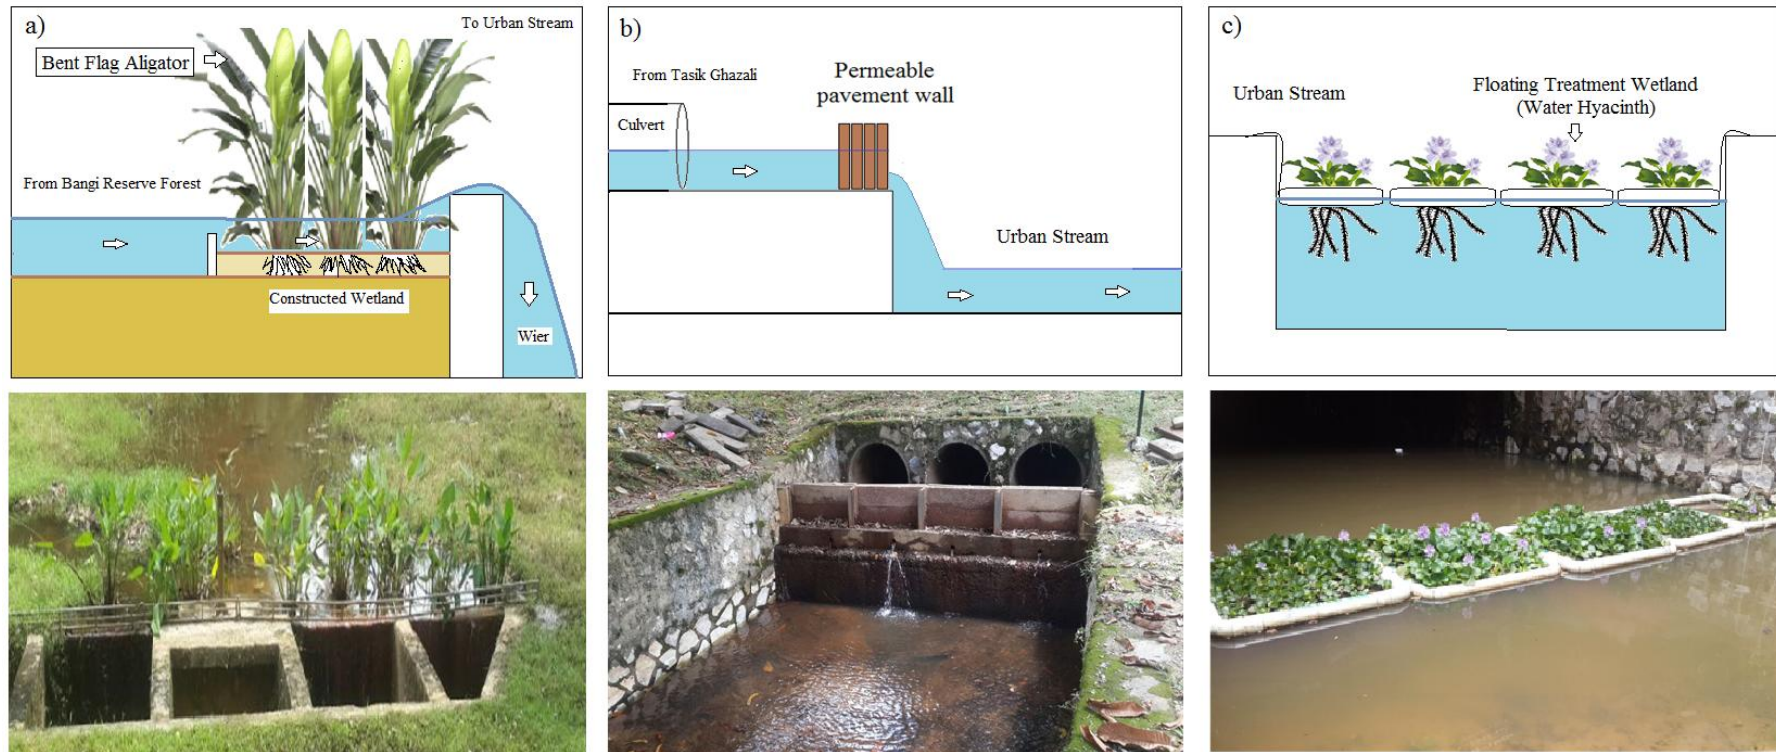 a)
To Urban Stream
Bent Flag Aligator
From Bangi Reserve Forest
Constructed Wetland
Wier
b)
From Tasik Ghazali
Permeable
pavement wall
Culvert
Urban Stream
c)
Urban Stream
Floating Treatment Wetland
(Water Hyacinth)